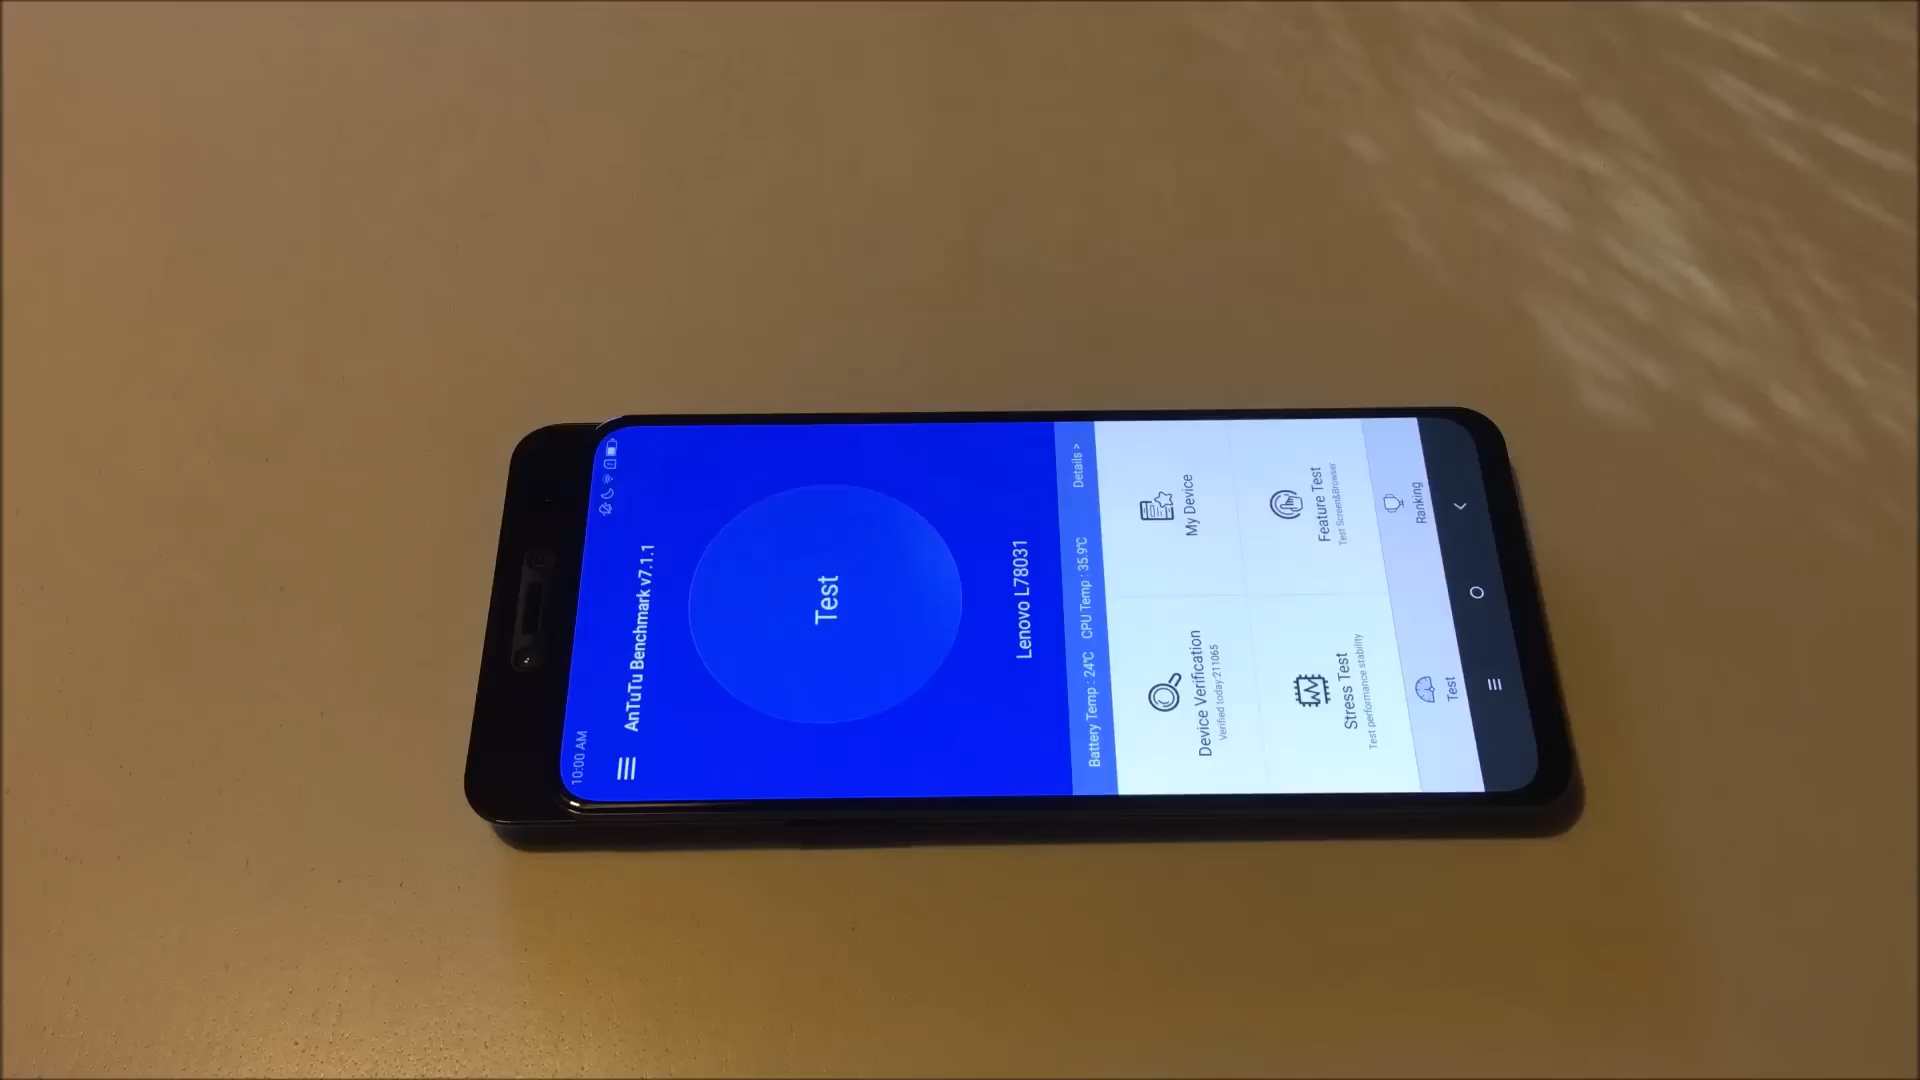 10:00 AM
AnTuTu Benchmark v7.1.1
Test
Lenovo L78031
Battery Temp : 24℃ CPU Temp : 35.9℃ Details >
Device Verification
Verified today:211065
My Device
Stress Test
Test performance stability
Feature Test
Test Screen&Browser
Test
Ranking